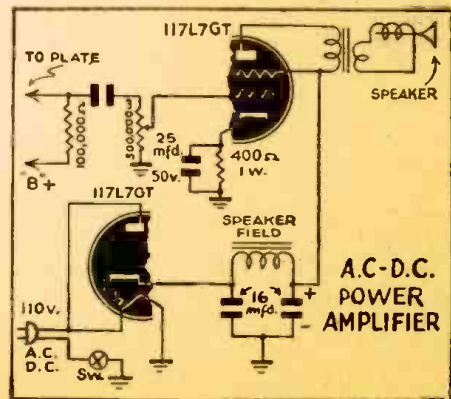 117L7GT
TO PLATE
SPEAKER
100,000 Ω
500,000 Ω
25
mfd.
50v.
400 Ω
1 W.
"B+
117L7GT
SPEAKER
FIELD
16
mfd.
+
-
A.C.-D.C.
POWER
AMPLIFIER
110v.
A.C.
D.C.
Sw.